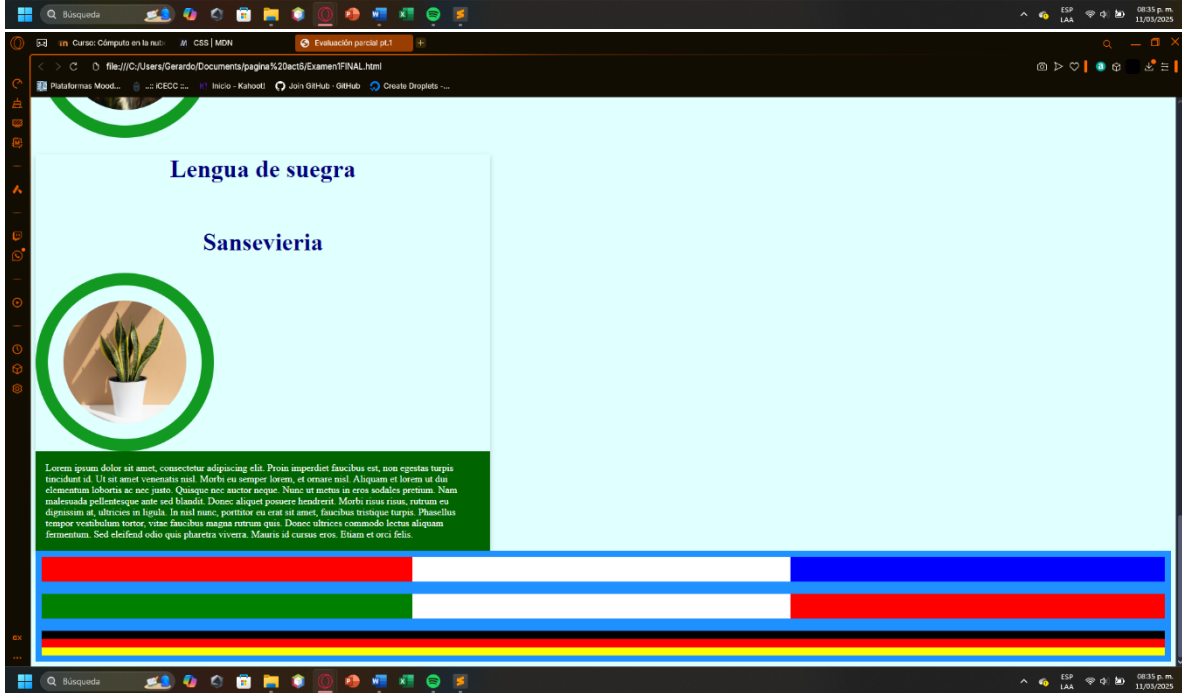 Búsqueda
ESP
LAA
08:35 p. m.
11/03/2025
in Curso: Cómputo en la nub
M CSS | MDN
Evaluación parcial pt.1
file:///C:/Users/Gerardo/Documents/pagina%20act6/Examen1FINAL.html
Plataformas Mood...
..:: iCECC ::..
Inicio - Kahoot!
Join GitHub · GitHub
Create Droplets -...
Lengua de suegra
Sansevieria
Lorem ipsum dolor sit amet, consectetur adipiscing elit. Proin imperdiet faucibus est, non egestas turpis
tincidunt id. Ut sit amet venenatis nisl. Morbi eu semper lorem, et ornare nisl. Aliquam et lorem ut dui
elementum lobortis ac nec justo. Quisque nec auctor neque. Nunc ut metus in eros sodales pretium. Nam
malesuada pellentesque ante sed blandit. Donec aliquet posuere hendrerit. Morbi risus risus, rutrum eu
dignissim at, ultricies in ligula. In nisl nunc, porttitor eu erat sit amet, faucibus tristique turpis. Phasellus
tempor vestibulum tortor, vitae faucibus magna rutrum quis. Donec ultrices commodo lectus aliquam
fermentum. Sed eleifend odio quis pharetra viverra. Mauris id cursus eros. Etiam et orci felis.
Búsqueda
ESP
LAA
08:35 p. m.
11/03/2025